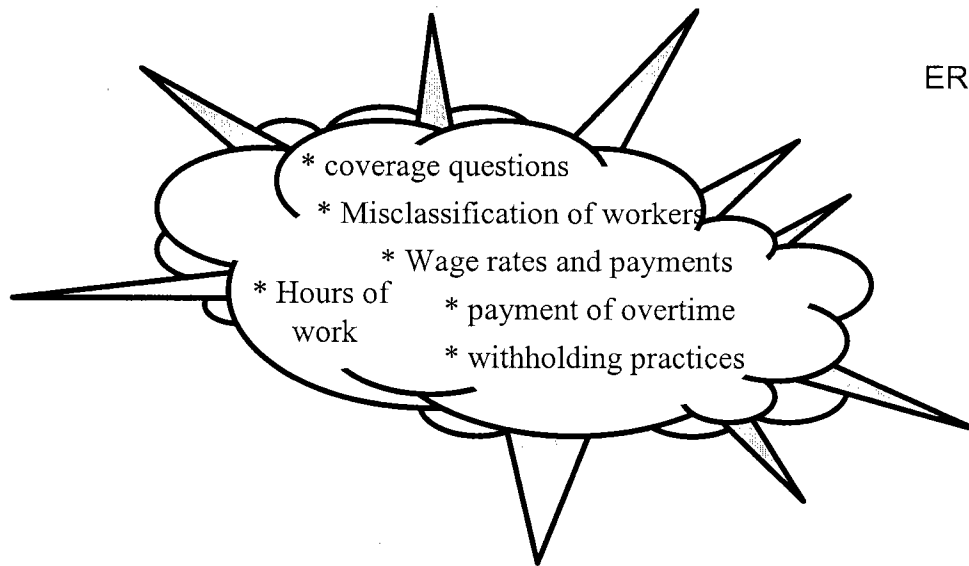 ER
* coverage questions
* Misclassification of workers
* Wage rates and payments
* Hours of
work
* payment of overtime
* withholding practices